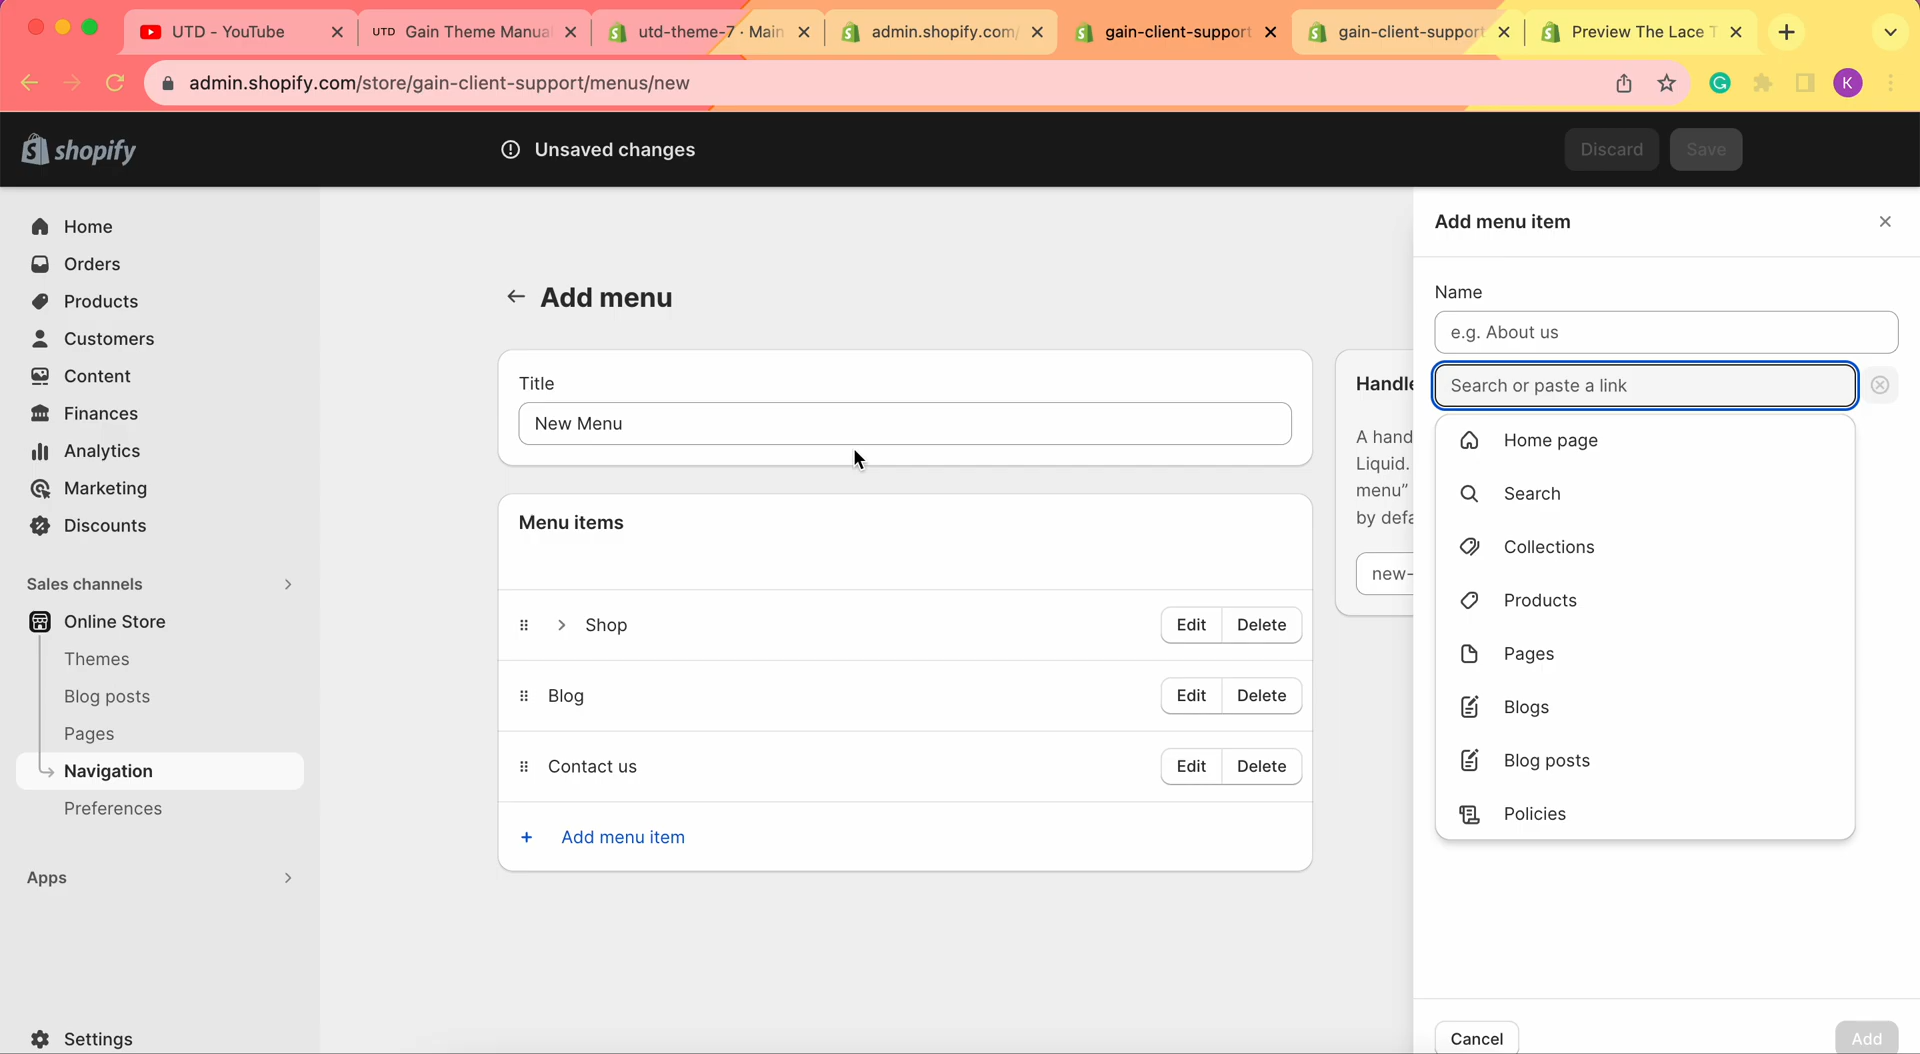 UTD - YouTube
UTD Gain Theme Manual
utd-theme-7 · Main
admin.shopify.com/
gain-client-support
gain-client-support
Preview The Lace T
admin.shopify.com/store/gain-client-support/menus/new
K
shopify
Unsaved changes
Discard
Save
Home
Orders
Products
Customers
Content
Finances
Analytics
Marketing
Discounts
Sales channels
Online Store
Themes
Blog posts
Pages
Navigation
Preferences
Apps
Settings
Add menu
Title
New Menu
Menu items
Shop
Edit
Delete
Blog
Edit
Delete
Contact us
Edit
Delete
+ Add menu item
Handle
A hand
Liquid.
menu”
by defa
new-
Add menu item
Name
e.g. About us
Search or paste a link
Home page
Search
Collections
Products
Pages
Blogs
Blog posts
Policies
Cancel
Add